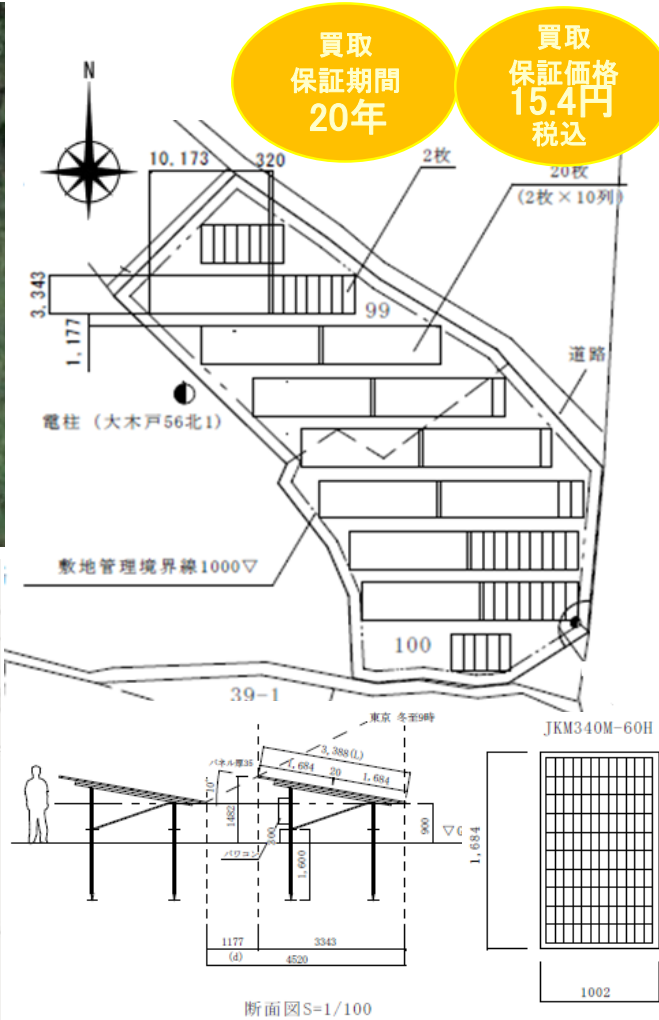 買取
保証期間
20年
買取
保証価格
15.4円
税込
N
10.173
320
2枚
20枚
(2枚×10列)
3.343
1.177
99
道路
電柱 (大木戸56北1)
敷地管理境界線1000▽
100
39-1
東京 冬至9時
JKM340M-60H
3,388(L)
1,684
20
1,684
パネル厚35
10°
1482
300
パワコン
1,600
900
▽G
1,684
1177
3343
(d)
4520
1002
断面図S=1/100